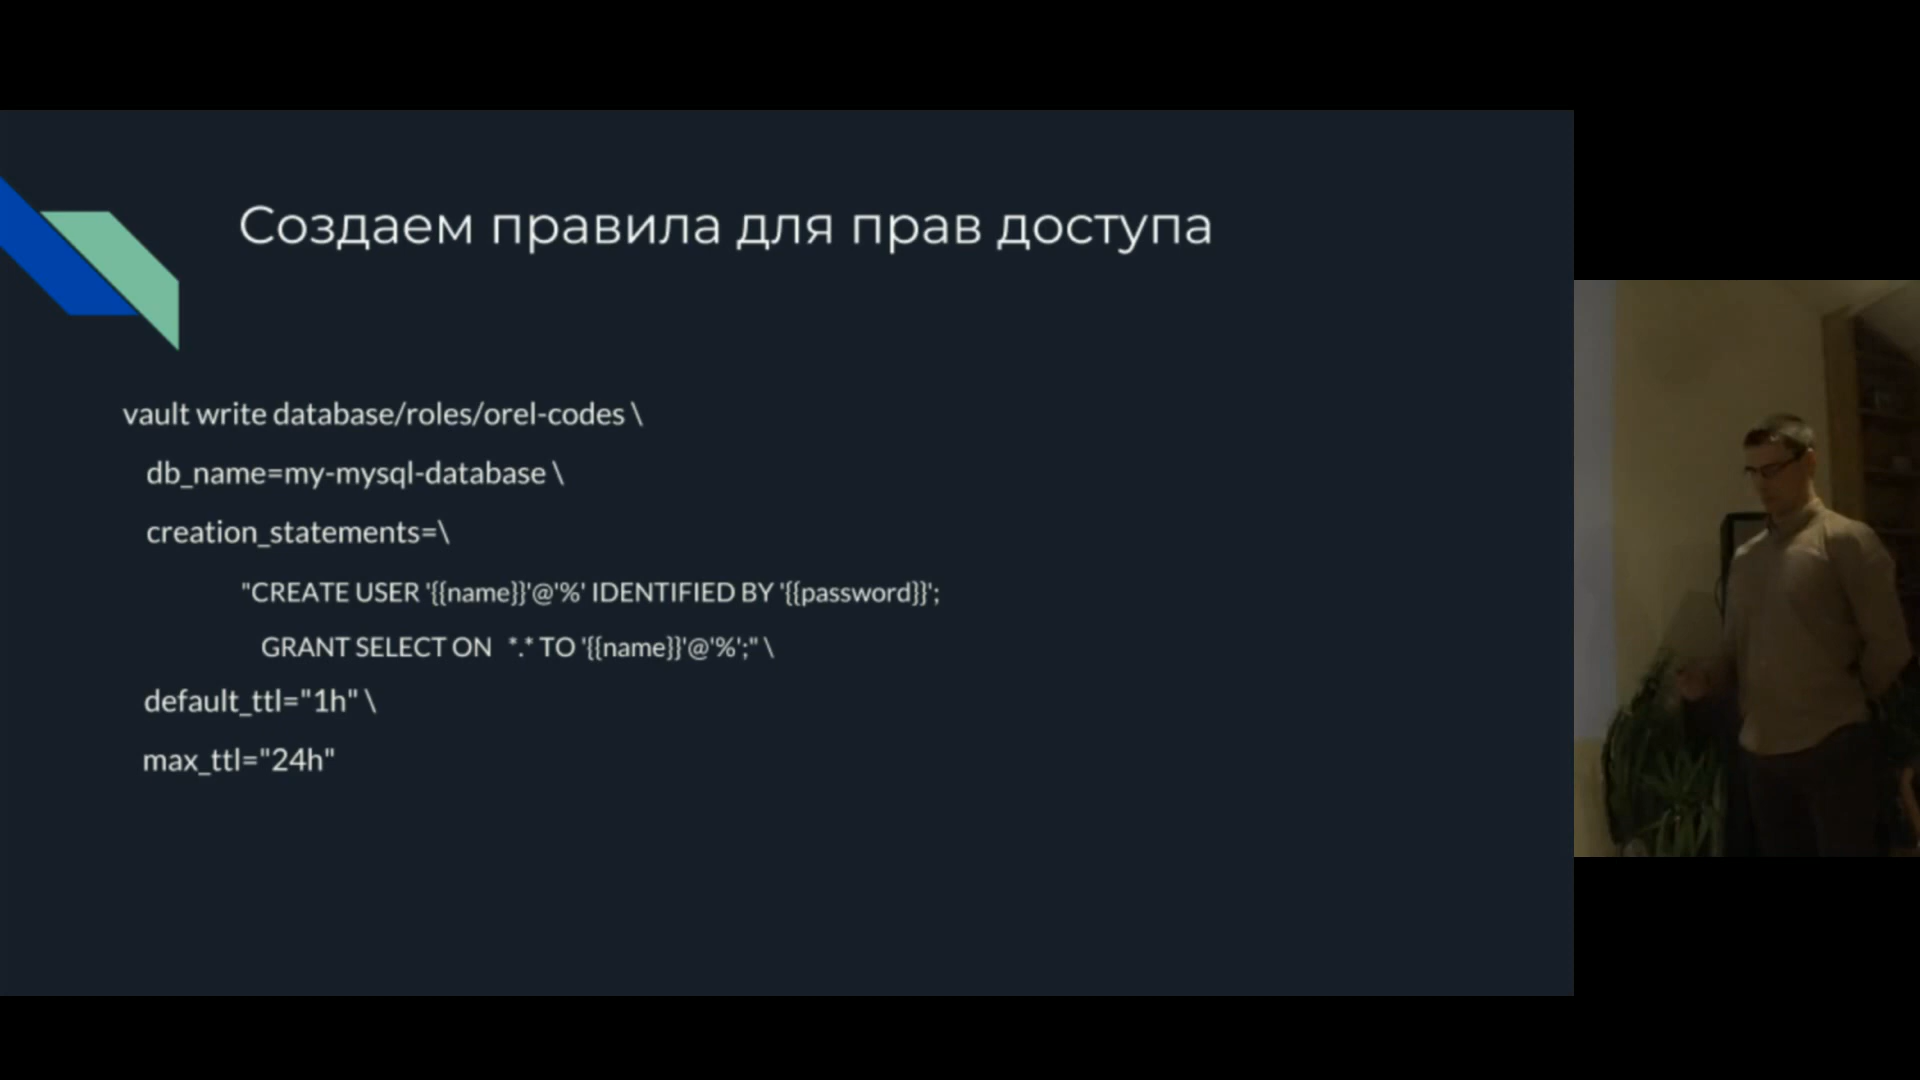 Создаем правила для прав доступа
vault write database/roles/orel-codes \
db_name=my-mysql-database \
creation_statements=\
"CREATE USER '{{name}}'@'%' IDENTIFIED BY '{{password}}';
GRANT SELECT ON   *.* TO '{{name}}'@'%';" \
default_ttl="1h" \
max_ttl="24h"